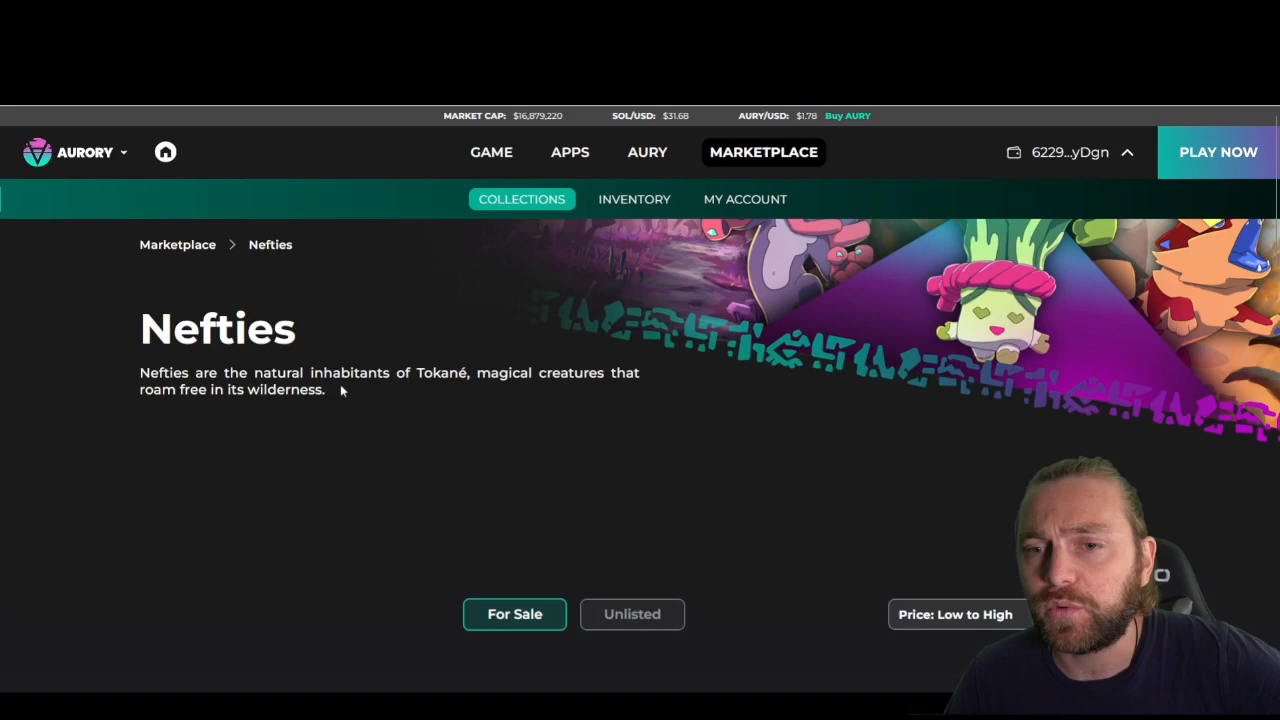 MARKET CAP: $16,879,220 SOL/USD: $31.68 AURY/USD: $1.78 Buy AURY
AURORY GAME APPS AURY MARKETPLACE 6229...yDgn PLAY NOW
COLLECTIONS INVENTORY MY ACCOUNT
Marketplace > Nefties
Nefties
Nefties are the natural inhabitants of Tokané, magical creatures that
roam free in its wilderness.
For Sale Unlisted Price: Low to High